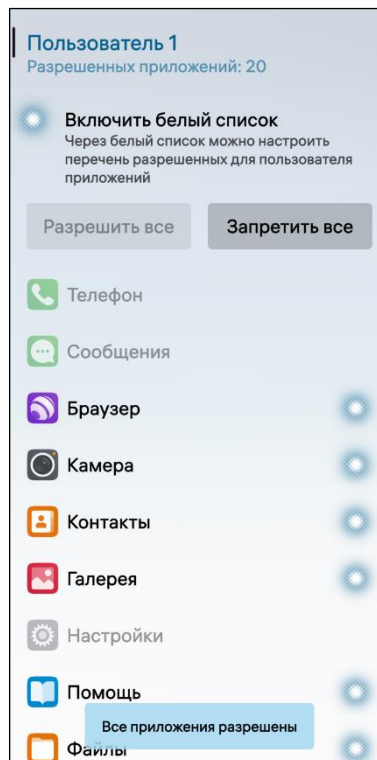 Пользователь 1
Разрешенных приложений: 20
Включить белый список
Через белый список можно настроить
перечень разрешенных для пользователя
приложений
Разрешить все
Запретить все
Телефон
Сообщения
Браузер
Камера
Контакты
Галерея
Настройки
Помощь
Все приложения разрешены
Файлы